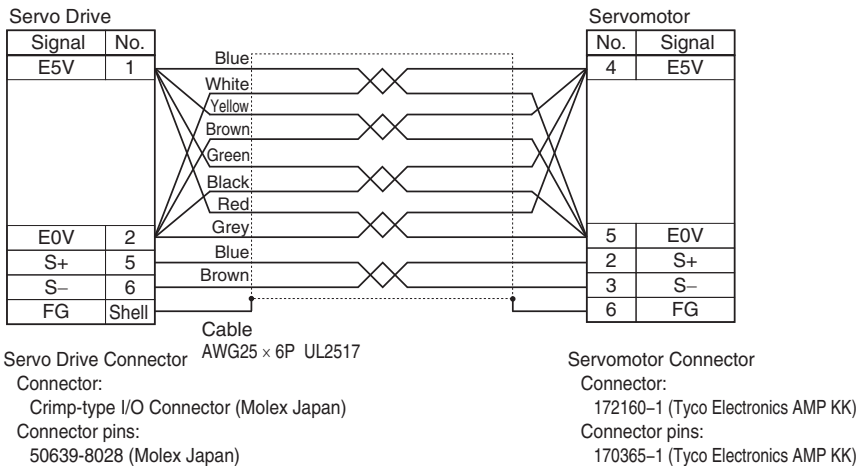 Servo Drive
Servomotor
Signal No.
No. Signal
E5V 1
Blue
4 E5V
White
Yellow
Brown
Green
Black
Red
Grey
E0V 2
5 E0V
Blue
S+ 5
2 S+
Brown
S− 6
3 S−
FG Shell
6 FG
Cable
AWG25 × 6P UL2517
Servo Drive Connector
Connector:
Crimp-type I/O Connector (Molex Japan)
Connector pins:
50639-8028 (Molex Japan)
Servomotor Connector
Connector:
172160−1 (Tyco Electronics AMP KK)
Connector pins:
170365−1 (Tyco Electronics AMP KK)